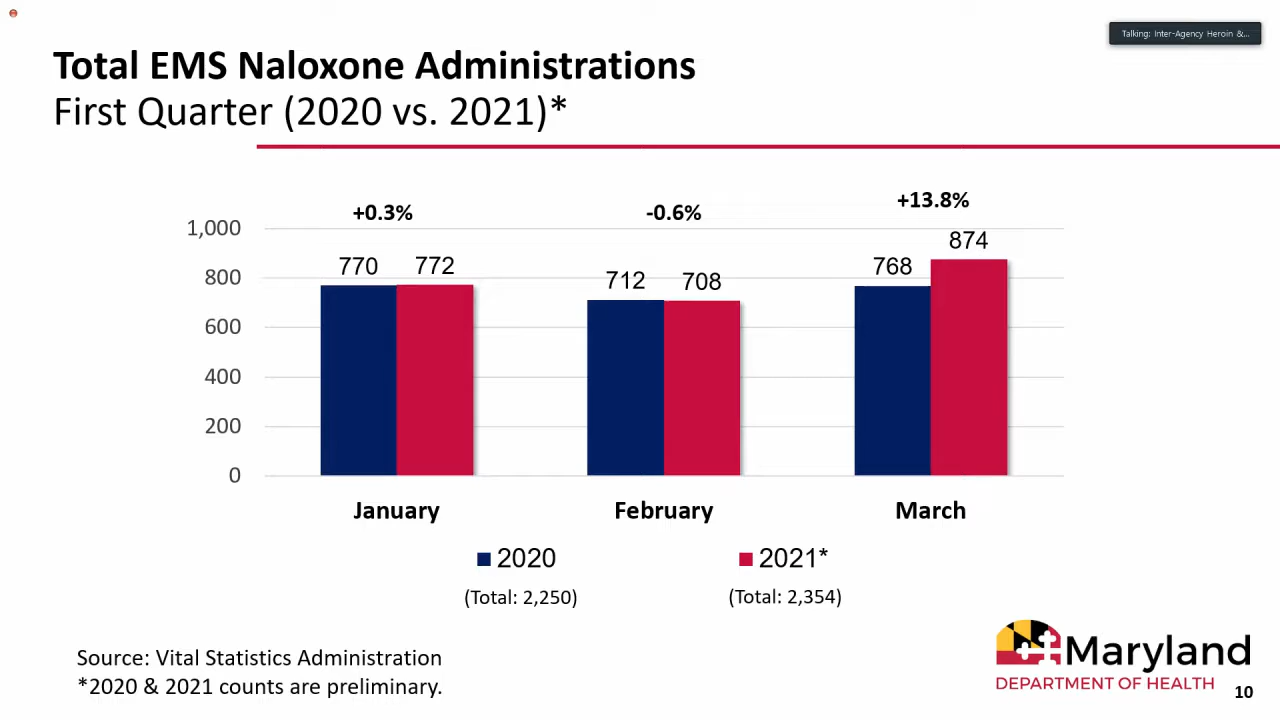 Talking: Inter-Agency Heroin &...
Total EMS Naloxone Administrations
First Quarter (2020 vs. 2021)*
+0.3%
-0.6%
+13.8%
1,000
800
600
400
200
0
770
772
712
708
768
874
January
February
March
2020
2021*
(Total: 2,250)
(Total: 2,354)
Source: Vital Statistics Administration
*2020 & 2021 counts are preliminary.
Maryland
DEPARTMENT OF HEALTH
10